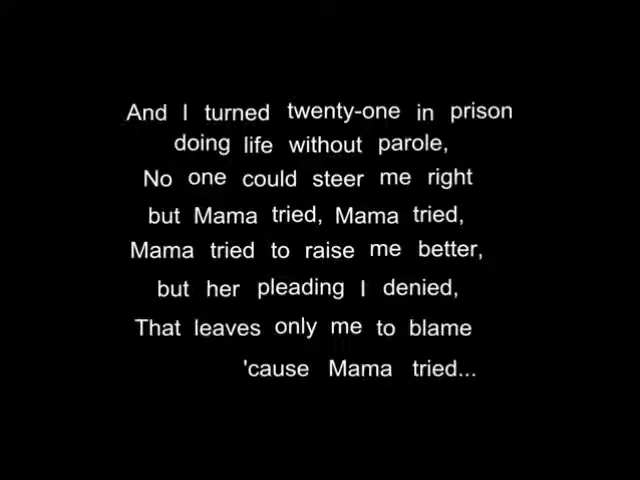 And I turned twenty-one in prison
doing life without parole,
No one could steer me right
but Mama tried, Mama tried,
Mama tried to raise me better,
but her pleading I denied,
That leaves only me to blame
'cause Mama tried...